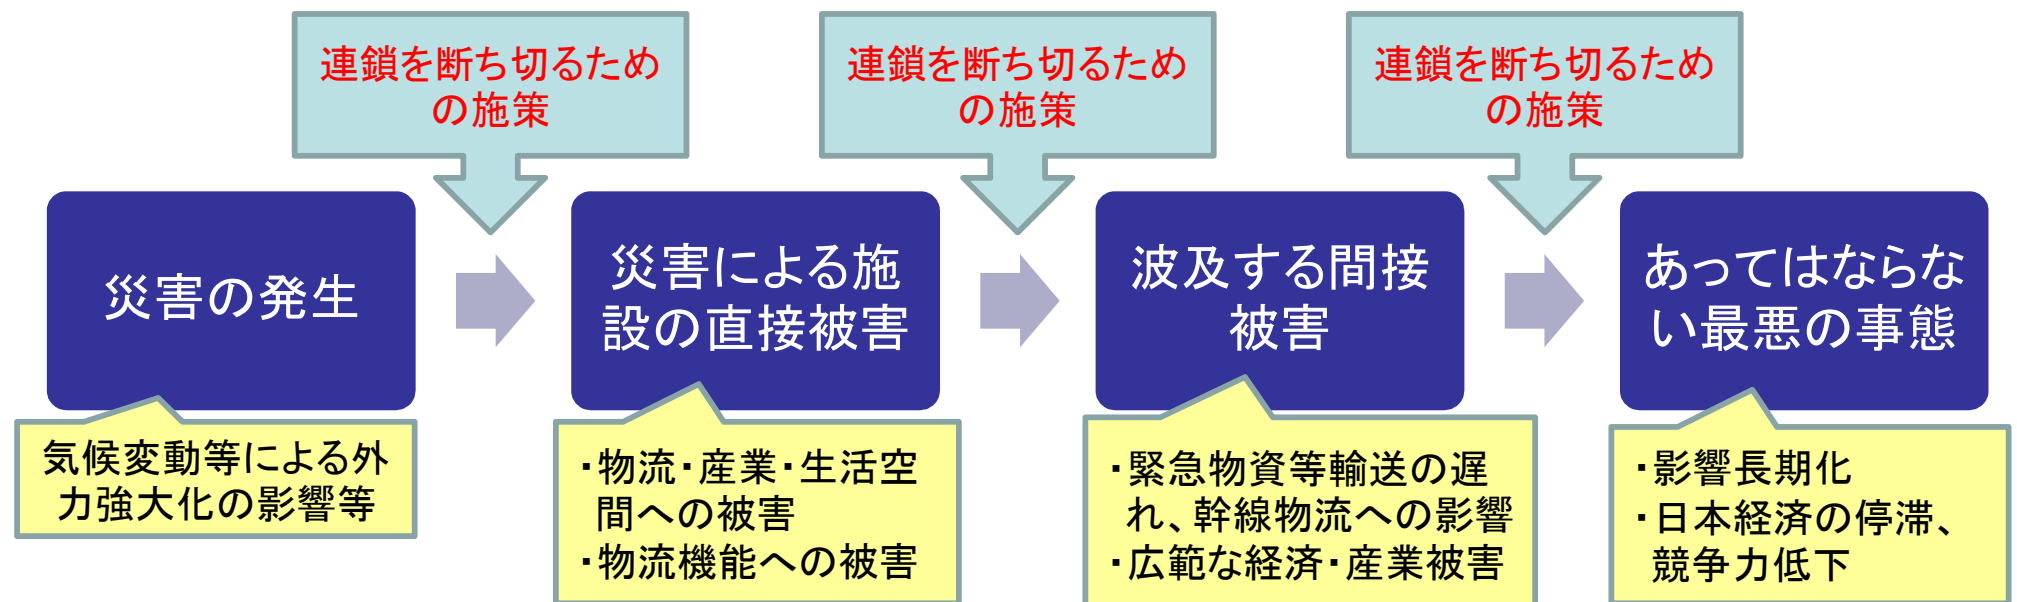 連鎖を断ち切るため
の施策
連鎖を断ち切るため
の施策
連鎖を断ち切るため
の施策
災害の発生
災害による施
設の直接被害
波及する間接
被害
あってはならな
い最悪の事態
気候変動等による外
力強大化の影響等
・物流・産業・生活空
間への被害
・物流機能への被害
・緊急物資等輸送の遅
れ、幹線物流への影響
・広範な経済・産業被害
・影響長期化
・日本経済の停滞、
競争力低下